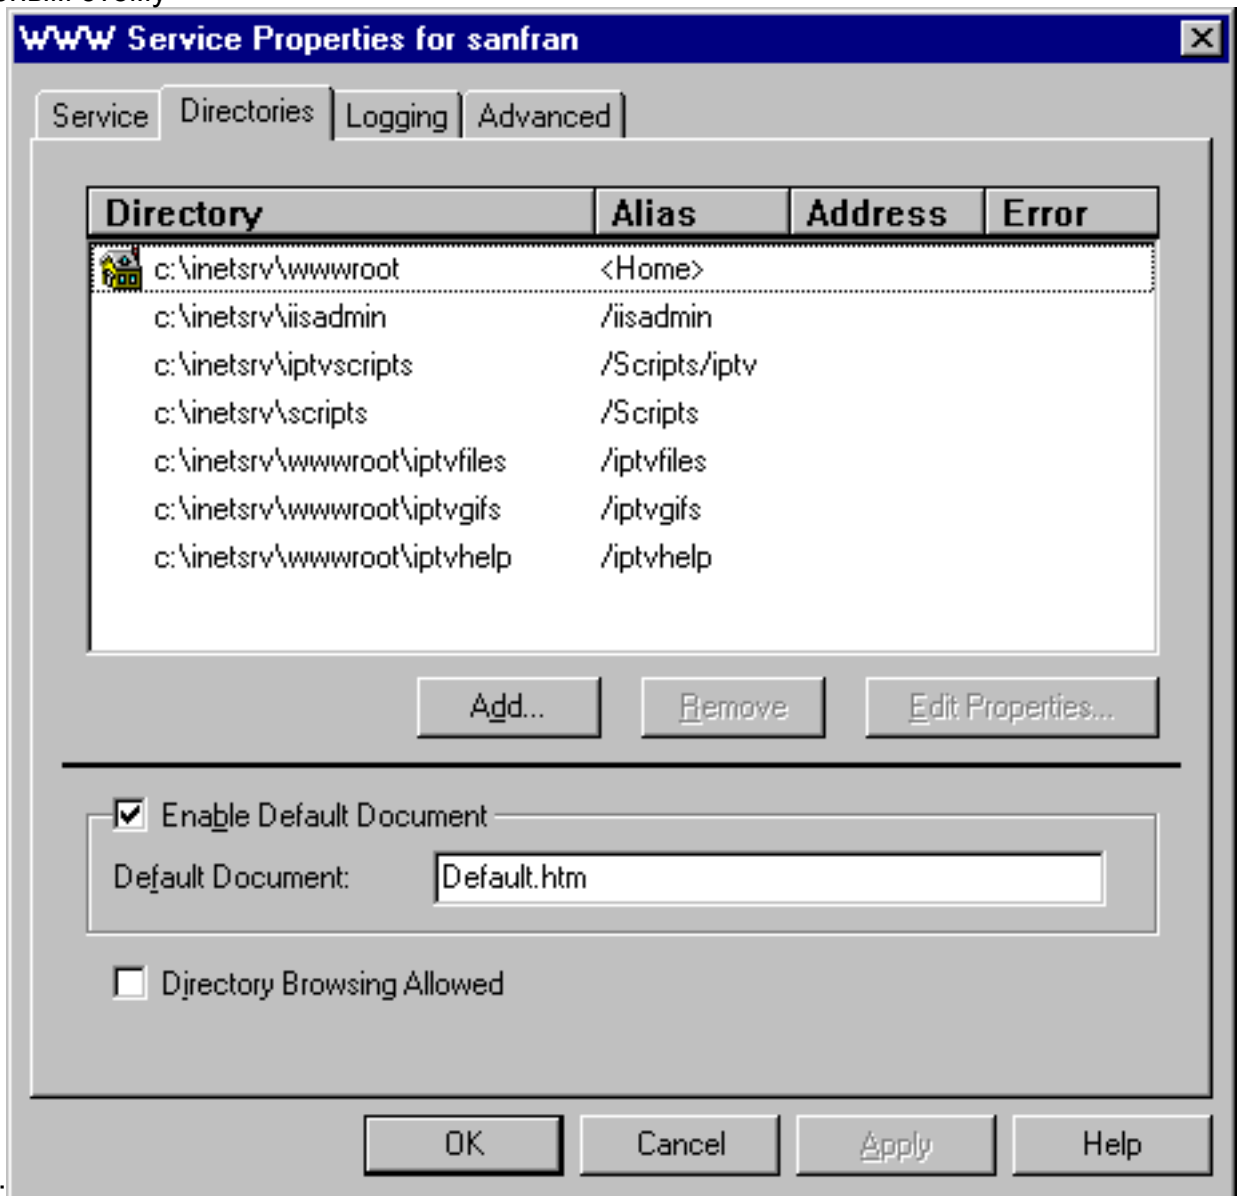 WWW Service Properties for sanfran
Service Directories Logging Advanced
Directory Alias Address Error
c:\inetsrv\wwwroot <Home>
c:\inetsrv\iisadmin /iisadmin
c:\inetsrv\iptvscripts /Scripts/iptv
c:\inetsrv\scripts /Scripts
c:\inetsrv\wwwroot\iptvfiles /iptvfiles
c:\inetsrv\wwwroot\iptvgifs /iptvgifs
c:\inetsrv\wwwroot\iptvhelp /iptvhelp
Add... Remove Edit Properties...
Enable Default Document
Default Document: Default.htm
Directory Browsing Allowed
OK Cancel Apply Help